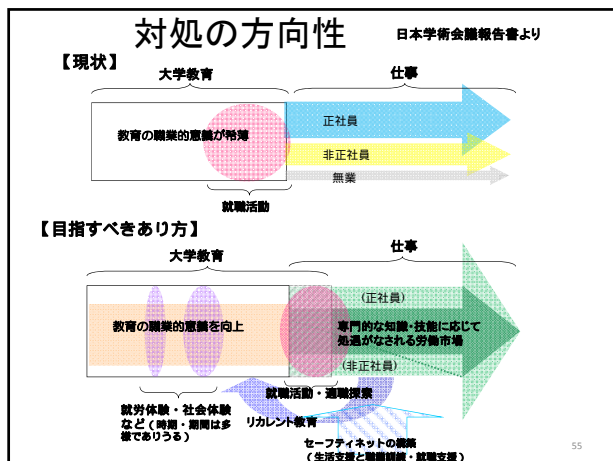 対処の方向性
日本学術会議報告書より
【現状】
大学教育
仕事
教育の職業的意義が希薄
正社員
非正社員
無業
就職活動
【目指すべきあり方】
大学教育
仕事
教育の職業的意義を向上
(正社員)
専門的な知識・技能に応じて
処遇がなされる労働市場
(非正社員)
就職活動・適職探索
就労体験・社会体験
など(時期・期間は多
様でありうる)
リカレント教育
セーフティネットの構築
(生活支援と職業訓練・就職支援)
55